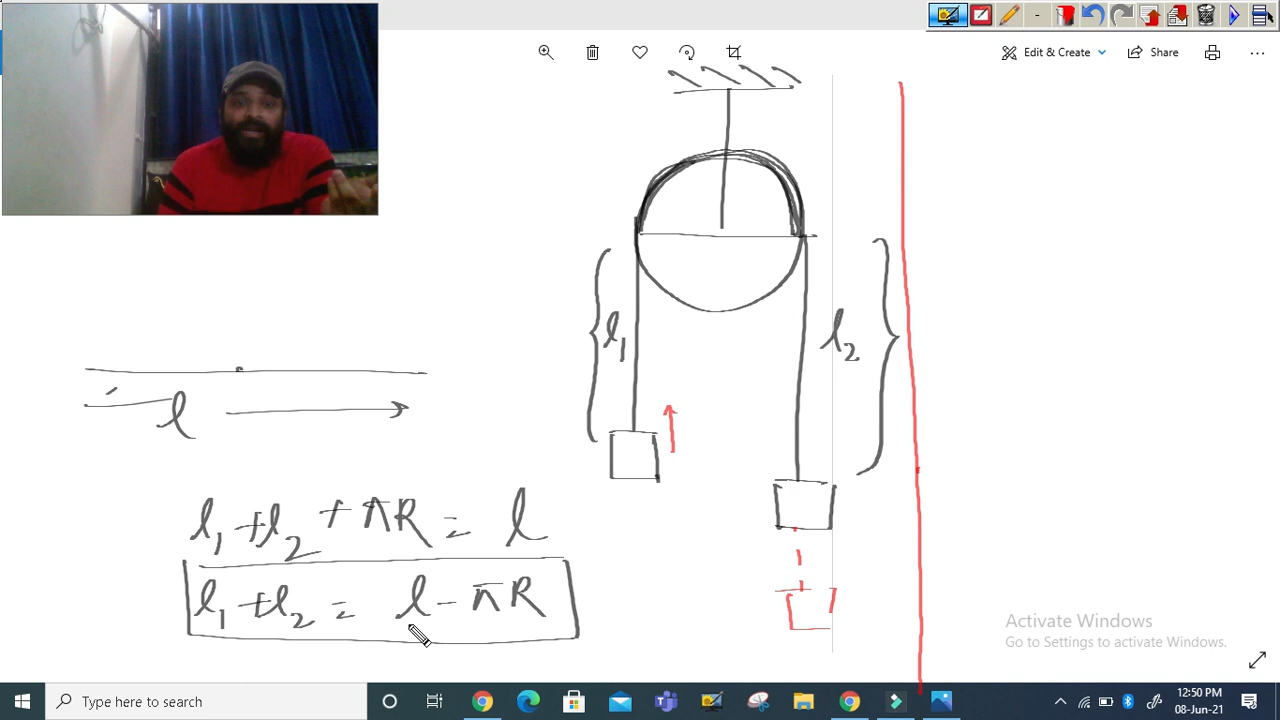 Edit & Create
Share
l₁
l₂
l
l₁ + l₂ + πR = l
l₁ + l₂ = l - πR
Activate Windows
Go to Settings to activate Windows.
Type here to search
12:50 PM
08-Jun-21